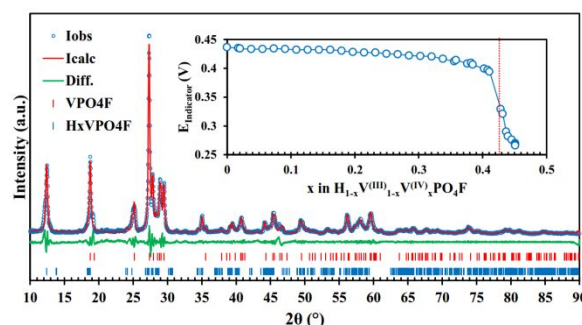 Iobs
Icalc
Diff.
VPO4F
HxVPO4F
Intensity (a.u.)
0.45
0.4
0.35
0.3
0.25
E_Indicator (V)
0 0.1 0.2 0.3 0.4 0.5
x in H₁₋ₓV⁽ᴵᴵᴵ⁾₁₋ₓV⁽ᴵⱽ⁾ₓPO₄F
10 15 20 25 30 35 40 45 50 55 60 65 70 75 80 85 90
2θ (°)